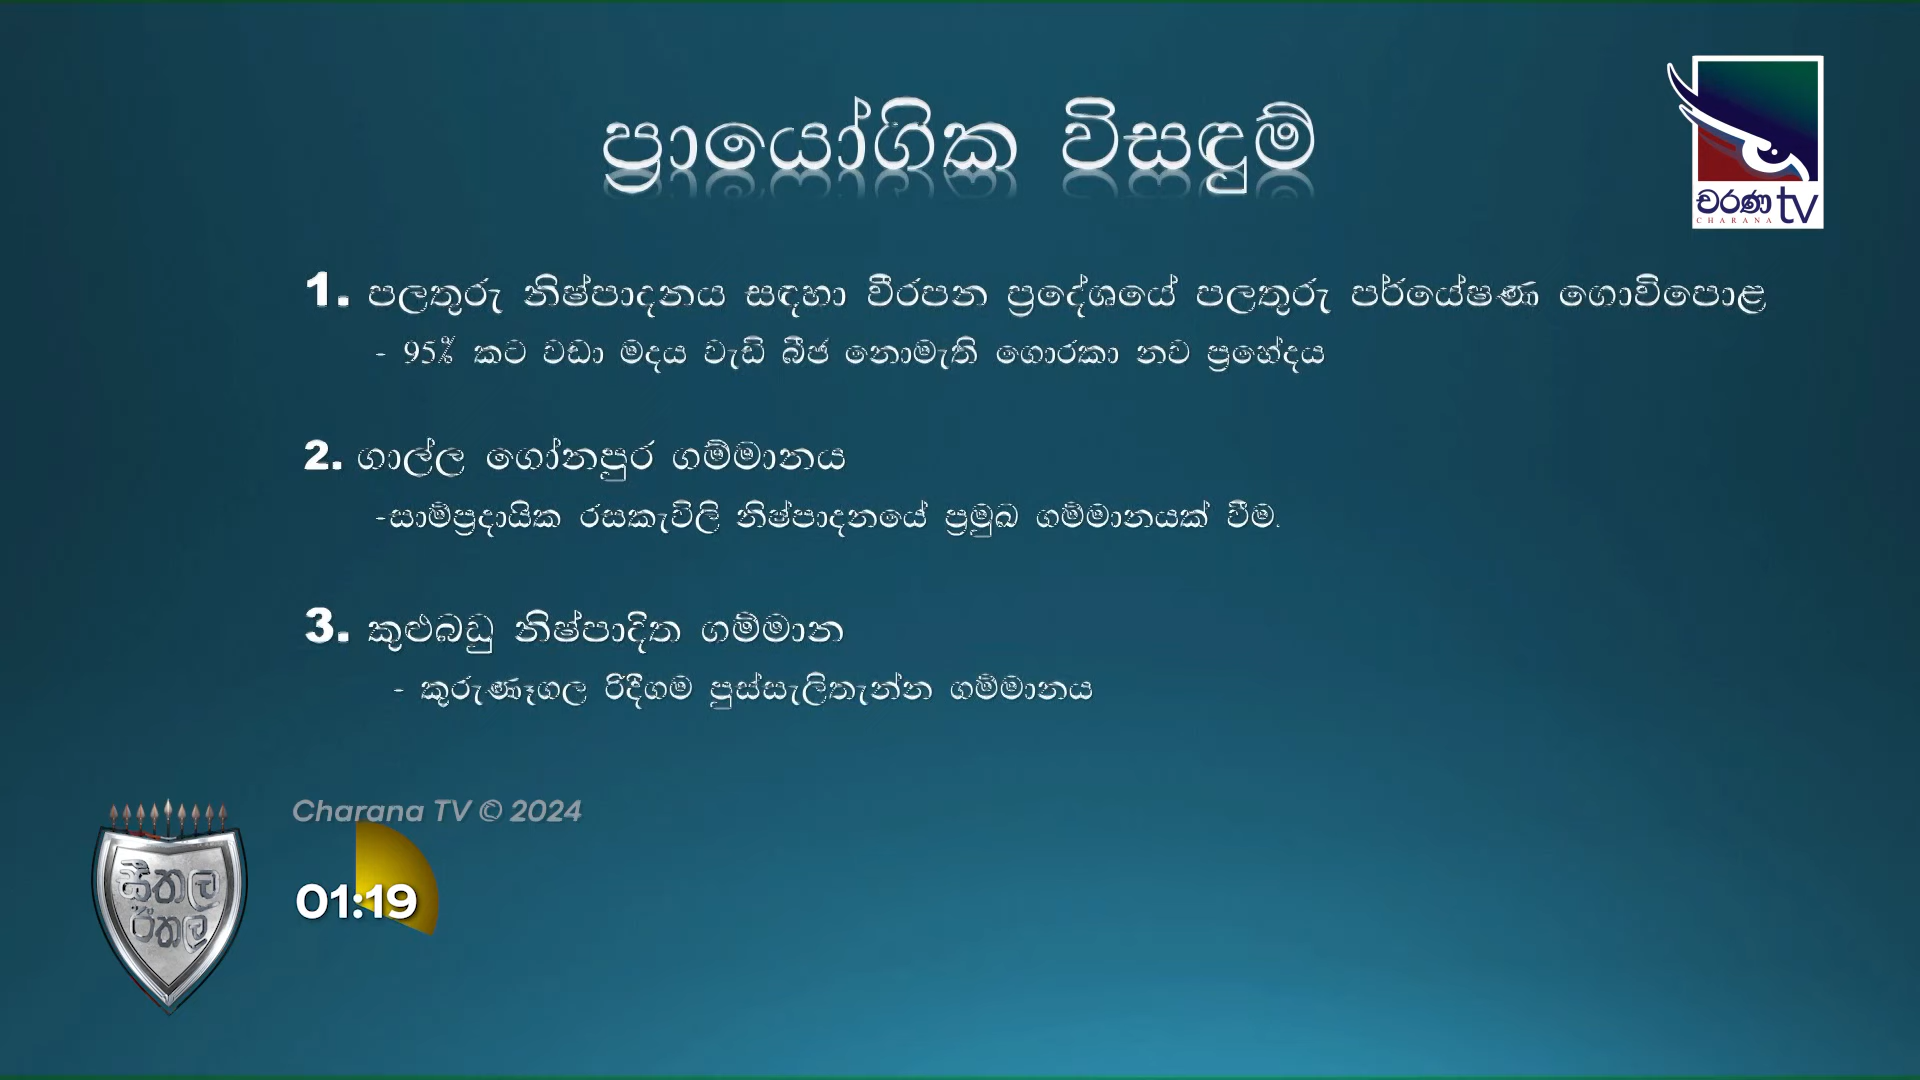 ප්‍රායෝගික විසඳුම්
චරණ tv
CHARANA
1. පලතුරු නිෂ්පාදනය සඳහා වීරපන ප්‍රදේශයේ පලතුරු පර්යේෂණ ගොවිපොළ
- 95% කට වඩා මදය වැඩි බීජ නොමැති ගොරකා නව ප්‍රභේදය
2. ගාල්ල ගෝනපුර ගම්මානය
-සාම්ප්‍රදායික රසකැවිලි නිෂ්පාදනයේ ප්‍රමුඛ ගම්මානයක් වීම.
3. කුළුබඩු නිෂ්පාදිත ගම්මාන
- කුරුණෑගල රිදීගම පුස්සැලිතැන්න ගම්මානය
Charana TV © 2024
සීතල
ඊතල
01:19